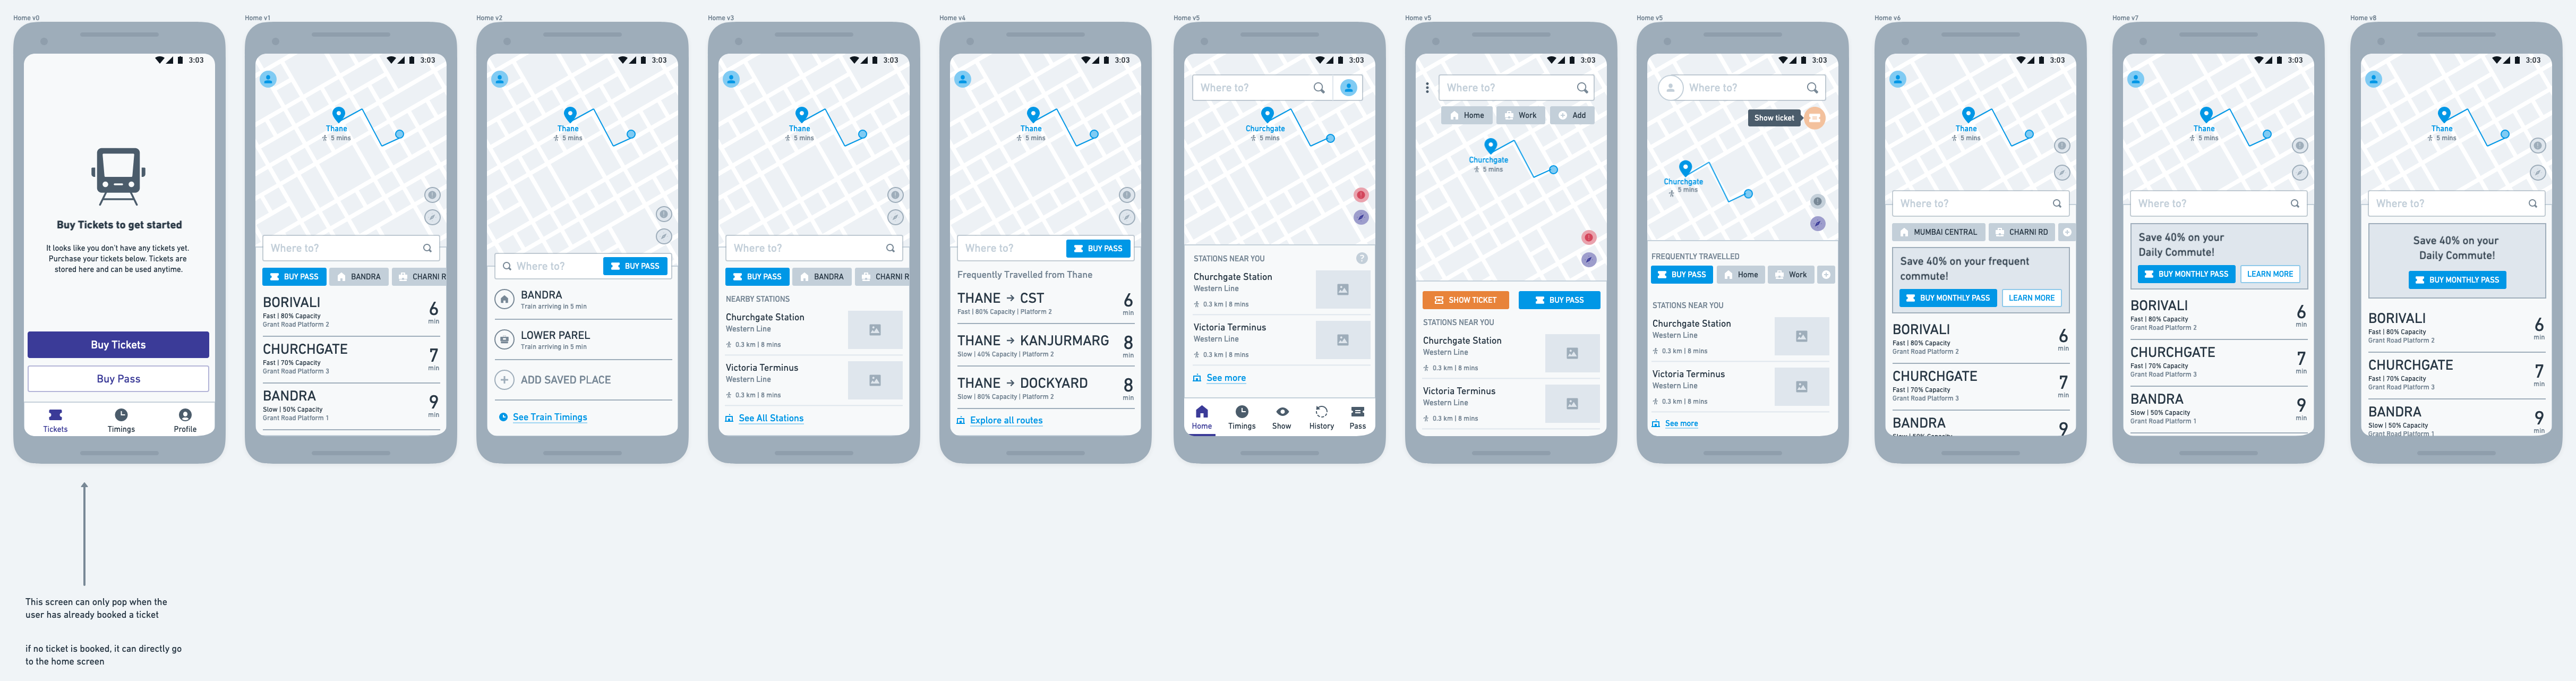 Home v0
3:03
Buy Tickets to get started
It looks like you don't have any tickets yet.
Purchase your tickets below. Tickets are
stored here and can be used anytime.
Buy Tickets
Buy Pass
Tickets
Timings
Profile
This screen can only pop when the
user has already booked a ticket
if no ticket is booked, it can directly go
to the home screen
Home v1
3:03
Thane
5 mins
Where to?
BUY PASS
BANDRA
CHARNI R
BORIVALI
6
Fast | 80% Capacity
min
Grant Road Platform 2
CHURCHGATE
7
Fast | 70% Capacity
min
Grant Road Platform 3
BANDRA
9
Slow | 50% Capacity
min
Grant Road Platform 1
Home v2
3:03
Thane
5 mins
Where to?
BUY PASS
BANDRA
Train arriving in 5 min
LOWER PAREL
Train arriving in 5 min
ADD SAVED PLACE
See Train Timings
Home v3
3:03
Thane
5 mins
Where to?
BUY PASS
BANDRA
CHARNI R
NEARBY STATIONS
Churchgate Station
Western Line
0.3 km | 8 mins
Victoria Terminus
Western Line
0.3 km | 8 mins
See All Stations
Home v4
3:03
Thane
5 mins
Where to?
BUY PASS
Frequently Travelled from Thane
THANE → CST
6
Fast | 80% Capacity | Platform 2
min
THANE → KANJURMARG
8
Slow | 40% Capacity | Platform 2
min
THANE → DOCKYARD
8
Slow | 80% Capacity | Platform 2
min
Explore all routes
Home v5
3:03
Where to?
Churchgate
5 mins
STATIONS NEAR YOU
?
Churchgate Station
Western Line
0.3 km | 8 mins
Victoria Terminus
Western Line
0.3 km | 8 mins
See more
Home
Timings
Show
History
Pass
Home v5
3:03
Where to?
Home
Work
Add
Churchgate
5 mins
SHOW TICKET
BUY PASS
STATIONS NEAR YOU
Churchgate Station
Western Line
0.3 km | 8 mins
Victoria Terminus
Western Line
0.3 km | 8 mins
Home v5
3:03
Where to?
Show ticket
Churchgate
5 mins
FREQUENTLY TRAVELLED
BUY PASS
Home
Work
STATIONS NEAR YOU
Churchgate Station
Western Line
0.3 km | 8 mins
Victoria Terminus
Western Line
0.3 km | 8 mins
See more
Home v6
3:03
Thane
5 mins
Where to?
MUMBAI CENTRAL
CHARNI RD
Save 40% on your frequent
commute!
BUY MONTHLY PASS
LEARN MORE
BORIVALI
6
Fast | 80% Capacity
min
Grant Road Platform 2
CHURCHGATE
7
Fast | 70% Capacity
min
Grant Road Platform 3
BANDRA
9
Home v7
3:03
Thane
5 mins
Where to?
Save 40% on your
Daily Commute!
BUY MONTHLY PASS
LEARN MORE
BORIVALI
6
Fast | 80% Capacity
min
Grant Road Platform 2
CHURCHGATE
7
Fast | 70% Capacity
min
Grant Road Platform 3
BANDRA
9
Slow | 50% Capacity
min
Grant Road Platform 1
Home v8
3:03
Thane
5 mins
Where to?
Save 40% on your
Daily Commute!
BUY MONTHLY PASS
BORIVALI
6
Fast | 80% Capacity
min
Grant Road Platform 2
CHURCHGATE
7
Fast | 70% Capacity
min
Grant Road Platform 3
BANDRA
9
Slow | 50% Capacity
min
Grant Road Platform 1